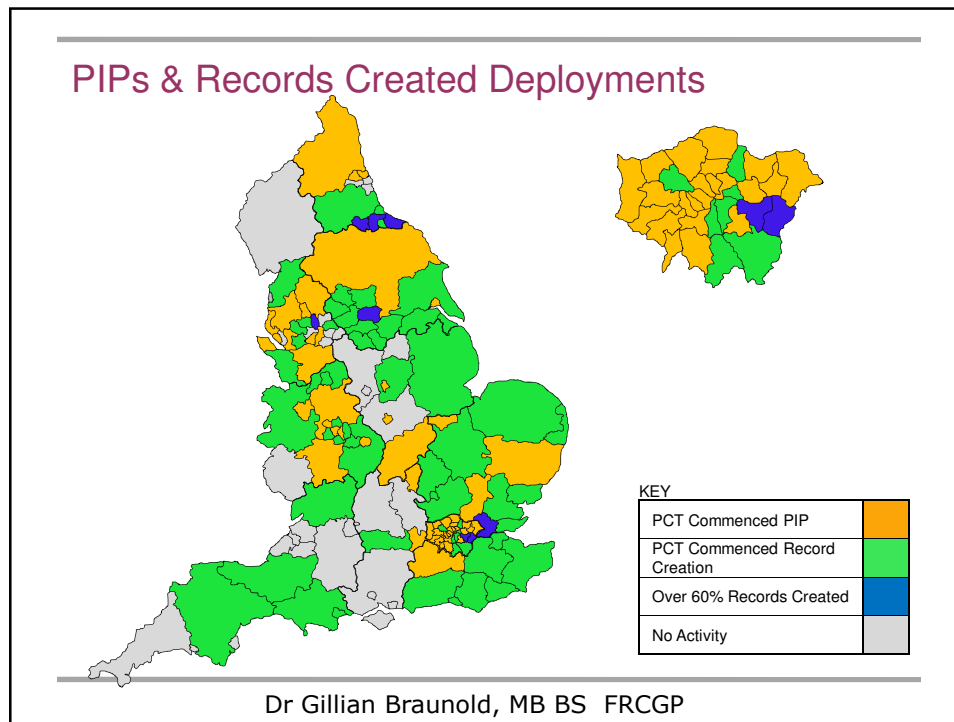 PIPs & Records Created Deployments
KEY
PCT Commenced PIP
PCT Commenced Record
Creation
Over 60% Records Created
No Activity
Dr Gillian Braunold, MB BS FRCGP